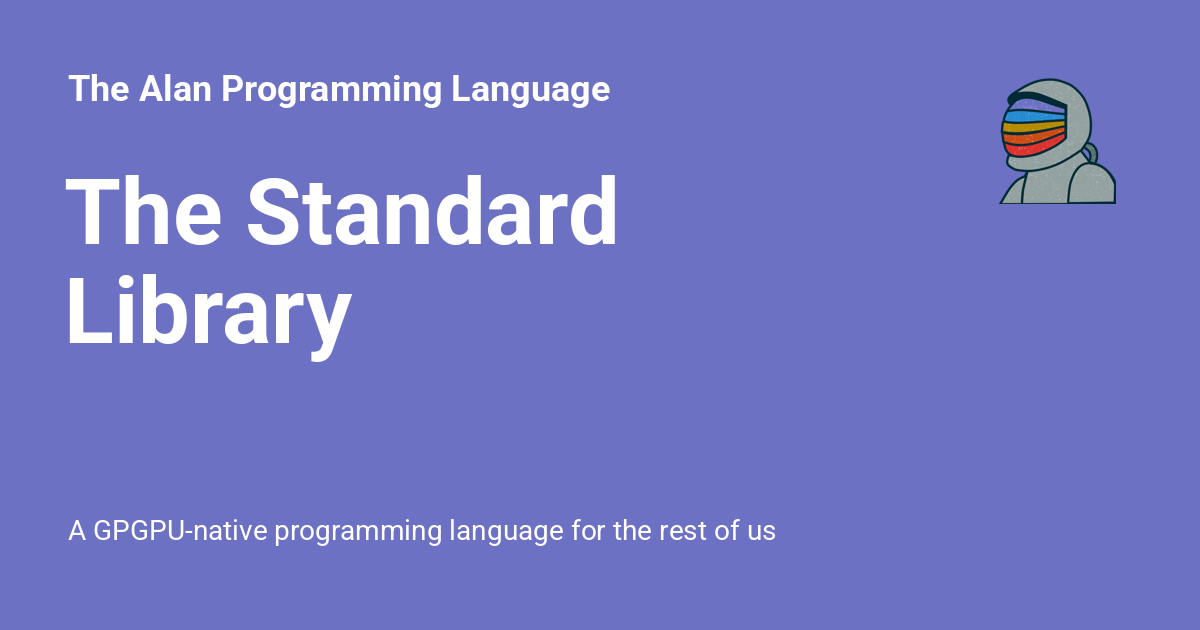 The Alan Programming Language
The Standard
Library
A GPGPU-native programming language for the rest of us